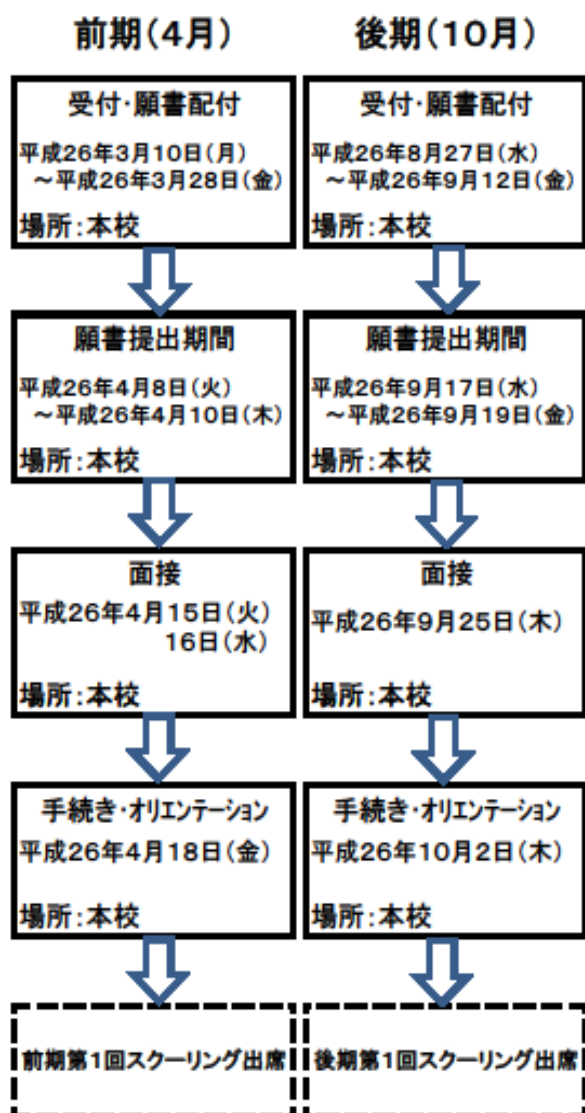 前期（4月）
受付・願書配付
平成26年3月10日（月）
～平成26年3月28日（金）
場所：本校
願書提出期間
平成26年4月8日（火）
～平成26年4月10日（木）
場所：本校
面接
平成26年4月15日（火）
16日（水）
場所：本校
手続き・オリエンテーション
平成26年4月18日（金）
場所：本校
前期第1回スクーリング出席
後期（10月）
受付・願書配付
平成26年8月27日（水）
～平成26年9月12日（金）
場所：本校
願書提出期間
平成26年9月17日（水）
～平成26年9月19日（金）
場所：本校
面接
平成26年9月25日（木）
場所：本校
手続き・オリエンテーション
平成26年10月2日（木）
場所：本校
後期第1回スクーリング出席